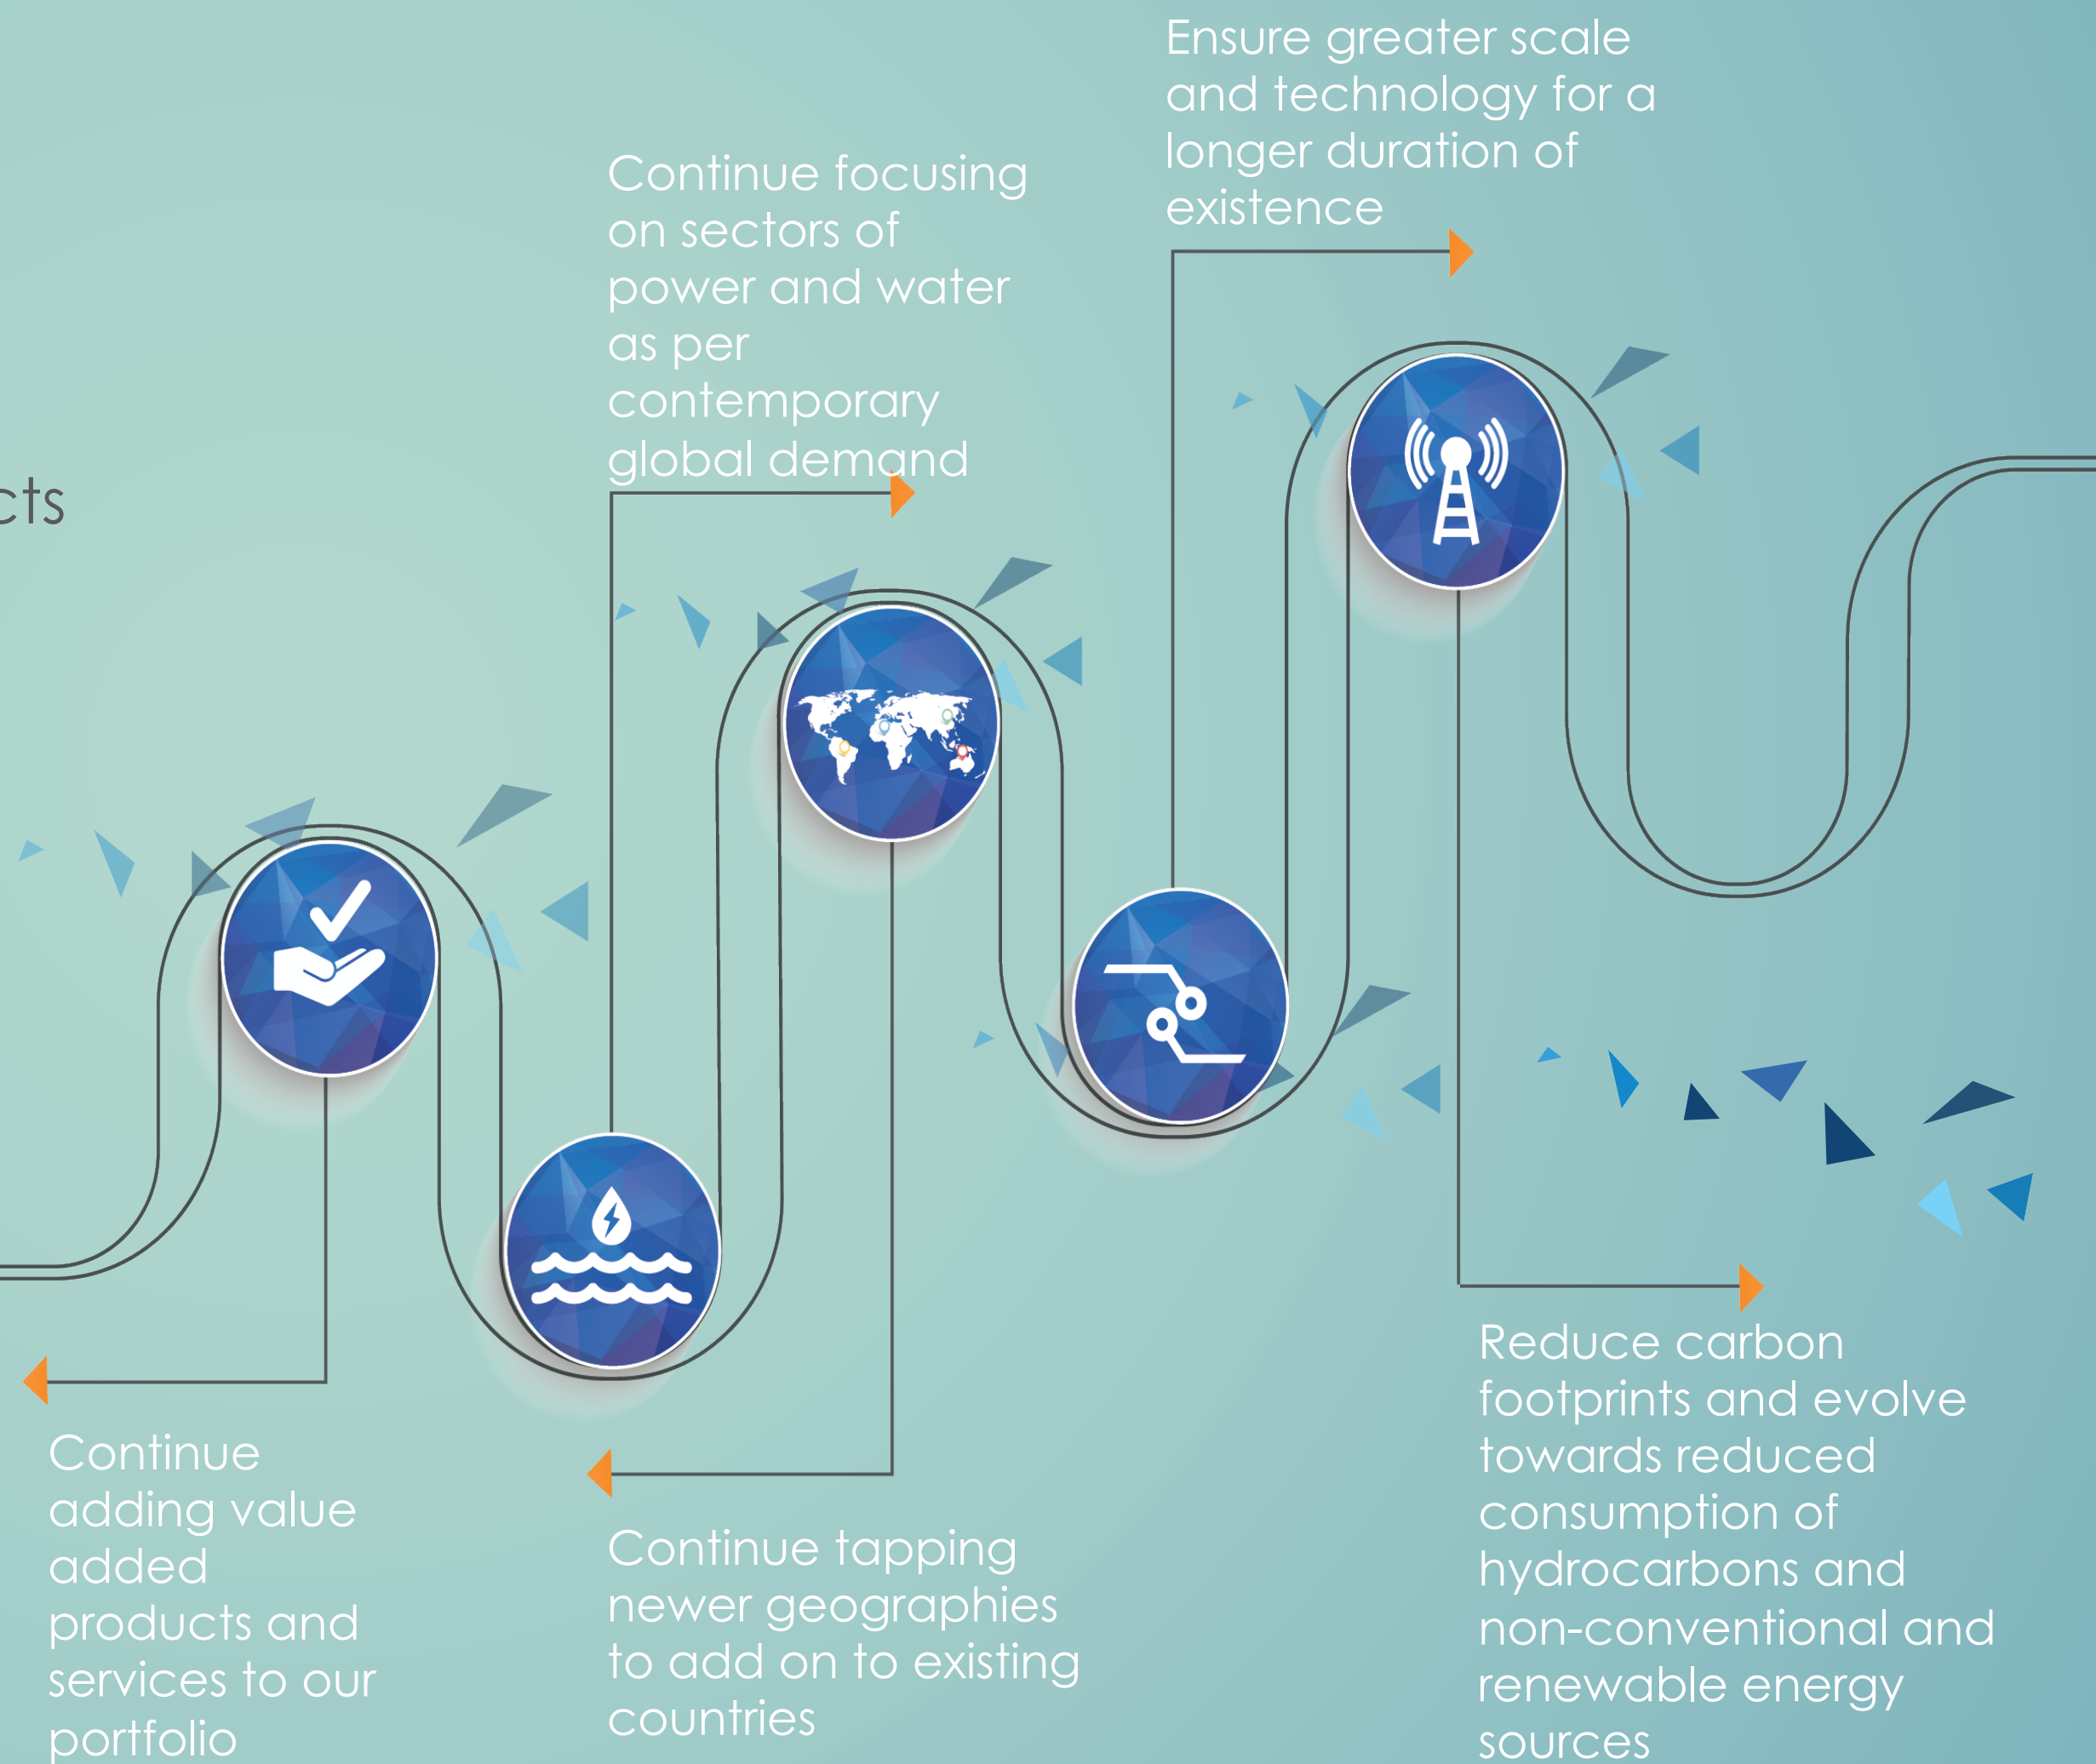 Ensure greater scale
and technology for a
longer duration of
existence
Continue focusing
on sectors of
power and water
as per
contemporary
global demand
cts
Continue
adding value
added
products and
services to our
portfolio
Continue tapping
newer geographies
to add on to existing
countries
Reduce carbon
footprints and evolve
towards reduced
consumption of
hydrocarbons and
non-conventional and
renewable energy
sources